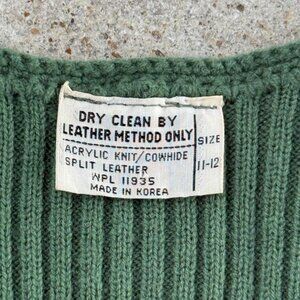 DRY CLEAN BY
LEATHER METHOD ONLY
ACRYLIC KNIT/COWHIDE
SPLIT LEATHER
WPL 11935
MADE IN KOREA
SIZE
11-12